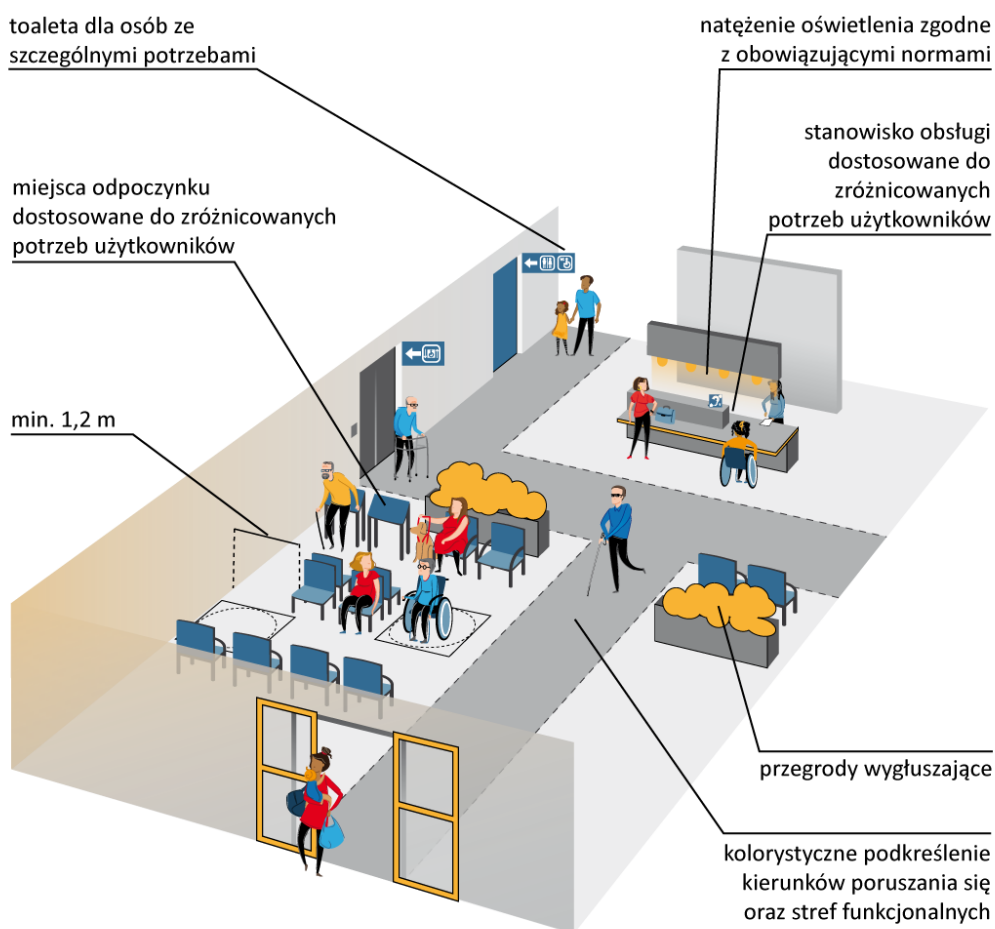 toaleta dla osób ze
szczególnymi potrzebami
natężenie oświetlenia zgodne
z obowiązującymi normami
stanowisko obsługi
dostosowane do
zróżnicowanych
potrzeb użytkowników
miejsca odpoczynku
dostosowane do zróżnicowanych
potrzeb użytkowników
min. 1,2 m
przegrody wygłuszające
kolorystyczne podkreślenie
kierunków poruszania się
oraz stref funkcjonalnych